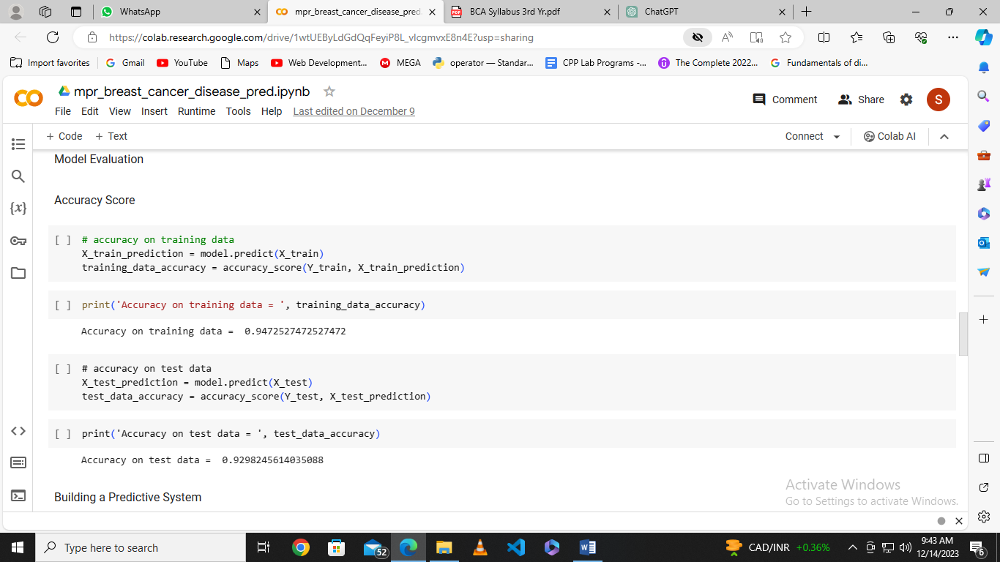 WhatsApp
mpr_breast_cancer_disease_pred
BCA Syllabus 3rd Yr.pdf
ChatGPT
https://colab.research.google.com/drive/1wtUEByLdGdQqFeyiP8L_vlcgmvxE8n4E?usp=sharing
Import favorites
Gmail
YouTube
Maps
Web Development...
MEGA
operator — Standar...
CPP Lab Programs -...
The Complete 2022...
Fundamentals of di...
mpr_breast_cancer_disease_pred.ipynb
Comment
Share
S
File Edit View Insert Runtime Tools Help Last edited on December 9
+ Code + Text
Connect
Colab AI
Model Evaluation
Accuracy Score
[ ] # accuracy on training data
X_train_prediction = model.predict(X_train)
training_data_accuracy = accuracy_score(Y_train, X_train_prediction)
[ ] print('Accuracy on training data = ', training_data_accuracy)
Accuracy on training data =  0.9472527472527472
[ ] # accuracy on test data
X_test_prediction = model.predict(X_test)
test_data_accuracy = accuracy_score(Y_test, X_test_prediction)
[ ] print('Accuracy on test data = ', test_data_accuracy)
Accuracy on test data =  0.9298245614035088
Building a Predictive System
Activate Windows
Go to Settings to activate Windows.
Type here to search
52
CAD/INR +0.36%
9:43 AM
12/14/2023
6